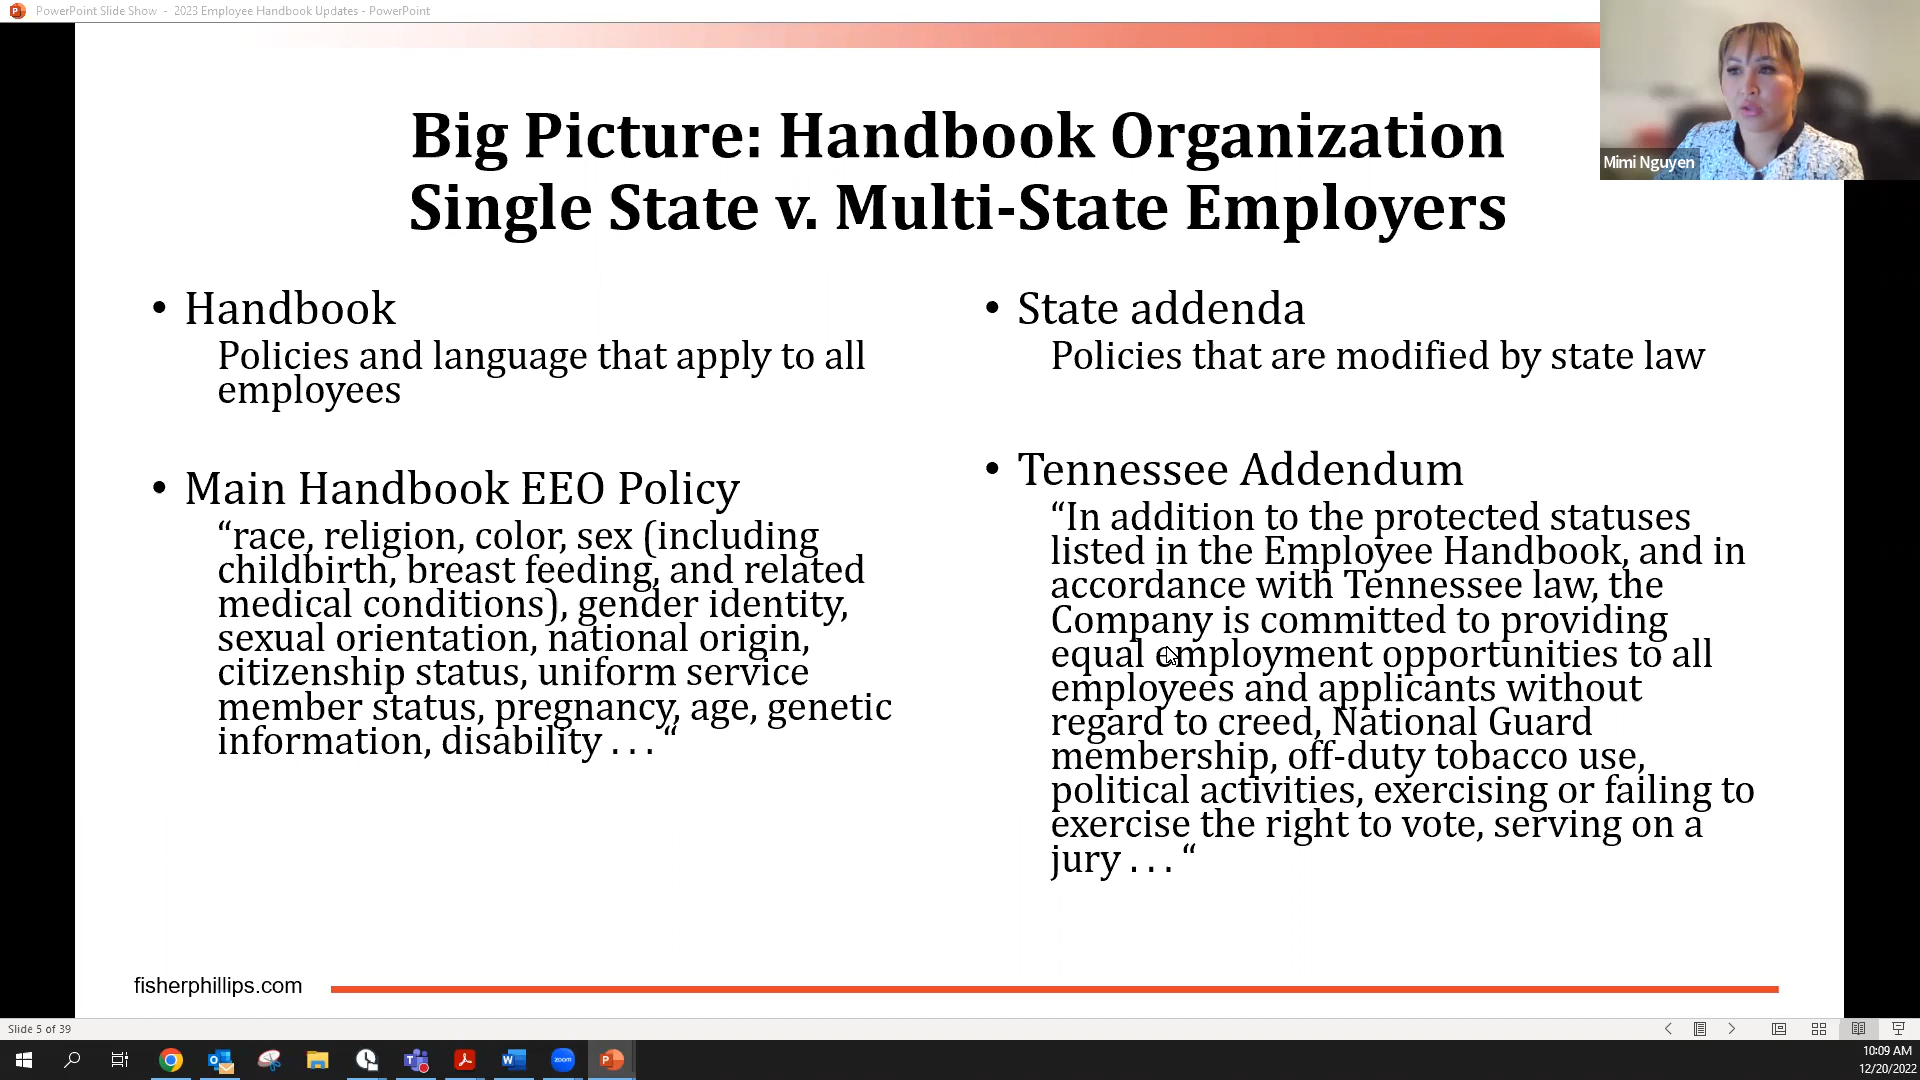 PowerPoint Slide Show - 2023 Employee Handbook Updates - PowerPoint
Mimi Nguyen
Big Picture: Handbook Organization
Single State v. Multi-State Employers
• Handbook
Policies and language that apply to all
employees
• Main Handbook EEO Policy
“race, religion, color, sex (including
childbirth, breast feeding, and related
medical conditions), gender identity,
sexual orientation, national origin,
citizenship status, uniform service
member status, pregnancy, age, genetic
information, disability . . . “
• State addenda
Policies that are modified by state law
• Tennessee Addendum
“In addition to the protected statuses
listed in the Employee Handbook, and in
accordance with Tennessee law, the
Company is committed to providing
equal employment opportunities to all
employees and applicants without
regard to creed, National Guard
membership, off-duty tobacco use,
political activities, exercising or failing to
exercise the right to vote, serving on a
jury . . . “
fisherphillips.com
Slide 5 of 39
zoom
10:09 AM
12/20/2022